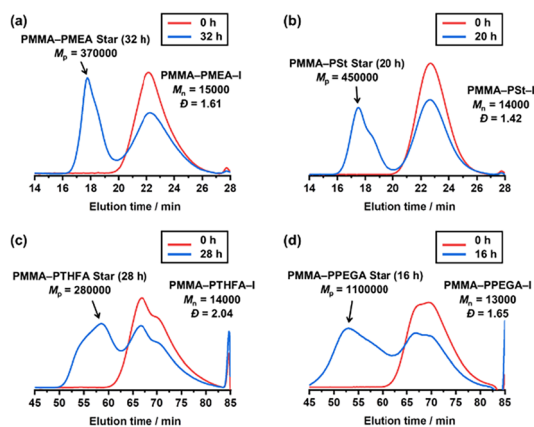 (a)
0 h
32 h
PMMA–PMEA Star (32 h)
Mp = 370000
PMMA–PMEA–I
Mn = 15000
Đ = 1.61
14 16 18 20 22 24 26 28
Elution time / min
(b)
0 h
20 h
PMMA–PSt Star (20 h)
Mp = 450000
PMMA–PSt–I
Mn = 14000
Đ = 1.42
14 16 18 20 22 24 26 28
Elution time / min
(c)
0 h
28 h
PMMA–PTHFA Star (28 h)
Mp = 280000
PMMA–PTHFA–I
Mn = 14000
Đ = 2.04
45 50 55 60 65 70 75 80 85
Elution time / min
(d)
0 h
16 h
PMMA–PPEGA Star (16 h)
Mp = 1100000
PMMA–PPEGA–I
Mn = 13000
Đ = 1.65
45 50 55 60 65 70 75 80 85
Elution time / min